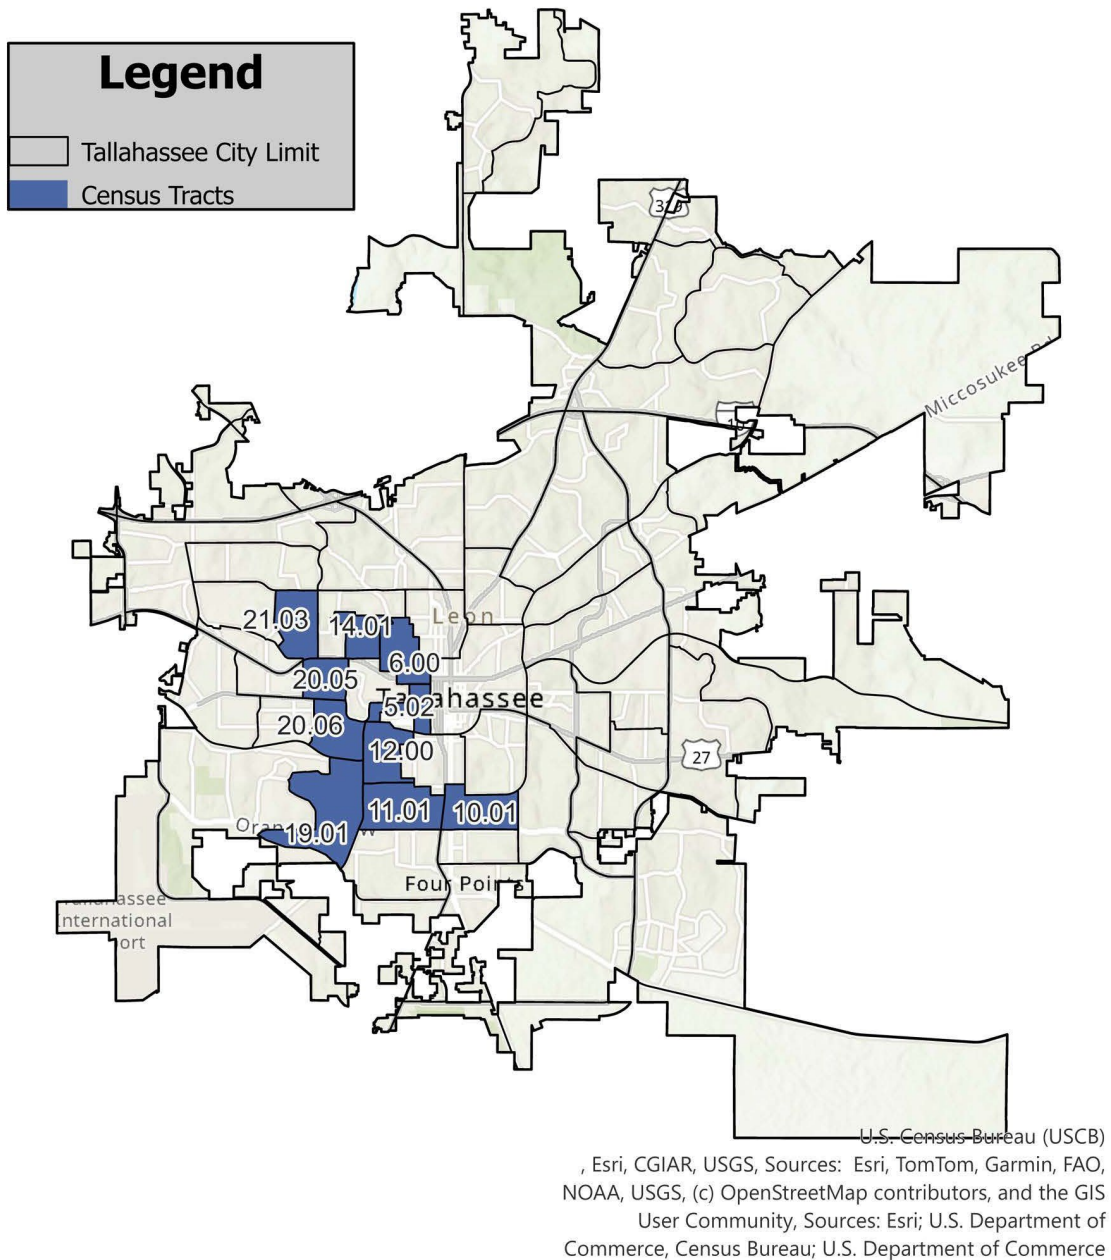 Legend
Tallahassee City Limit
Census Tracts
Miccosukee
21.03
14.01
Leon
6.00
20.05
Tallahassee
5.02
20.06
12.00
27
11.01
10.01
19.01
W
Four Points
International
U.S. Census Bureau (USCB)
, Esri, CGIAR, USGS, Sources: Esri, TomTom, Garmin, FAO,
NOAA, USGS, (c) OpenStreetMap contributors, and the GIS
User Community, Sources: Esri; U.S. Department of
Commerce, Census Bureau; U.S. Department of Commerce